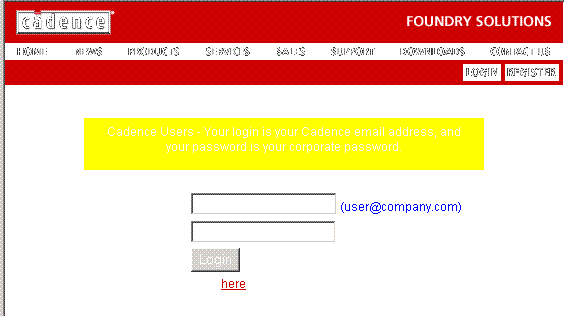 cādence™
FOUNDRY SOLUTIONS
HOME NEWS PRODUCTS SERVICES SALES SUPPORT DOWNLOADS CONTACT US
LOGIN REGISTER
Cadence Users - Your login is your Cadence email address, and
your password is your corporate password.
(user@company.com)
Login
here